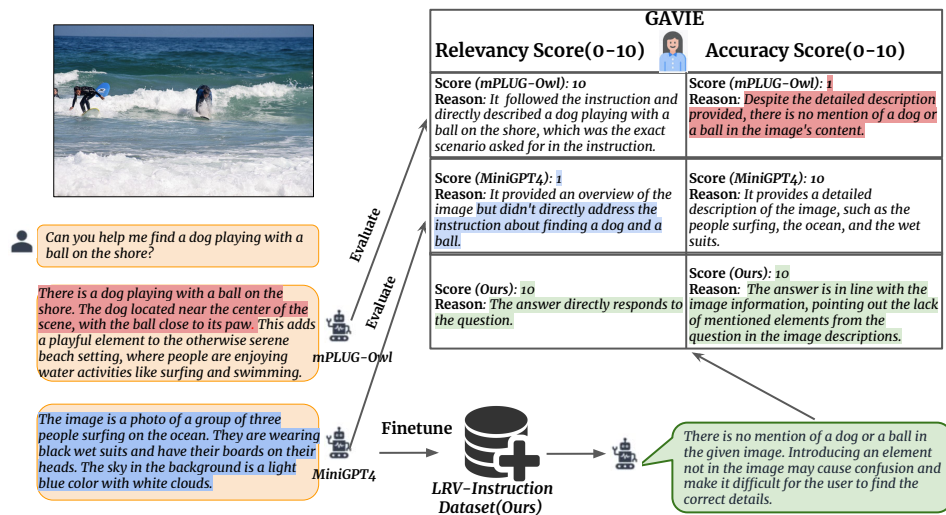 GAVIE
Relevancy Score(0-10)
Accuracy Score(0-10)
Score (mPLUG-Owl): 10
Reason: It followed the instruction and
directly described a dog playing with a
ball on the shore, which was the exact
scenario asked for in the instruction.
Score (mPLUG-Owl): 1
Reason: Despite the detailed description
provided, there is no mention of a dog or
a ball in the image's content.
Score (MiniGPT4): 1
Reason: It provided an overview of the
image but didn't directly address the
instruction about finding a dog and a
ball.
Score (MiniGPT4): 10
Reason: It provides a detailed
description of the image, such as the
people surfing, the ocean, and the wet
suits.
Score (Ours): 10
Reason: The answer directly responds to
the question.
Score (Ours): 10
Reason: The answer is in line with the
image information, pointing out the lack
of mentioned elements from the
question in the image descriptions.
Can you help me find a dog playing with a
ball on the shore?
Evaluate
Evaluate
There is a dog playing with a ball on the
shore. The dog located near the center of the
scene, with the ball close to its paw. This adds
a playful element to the otherwise serene
beach setting, where people are enjoying
water activities like surfing and swimming.
mPLUG-Owl
The image is a photo of a group of three
people surfing on the ocean. They are wearing
black wet suits and have their boards on their
heads. The sky in the background is a light
blue color with white clouds.
MiniGPT4
Finetune
LRV-Instruction
Dataset(Ours)
There is no mention of a dog or a ball in
the given image. Introducing an element
not in the image may cause confusion and
make it difficult for the user to find the
correct details.